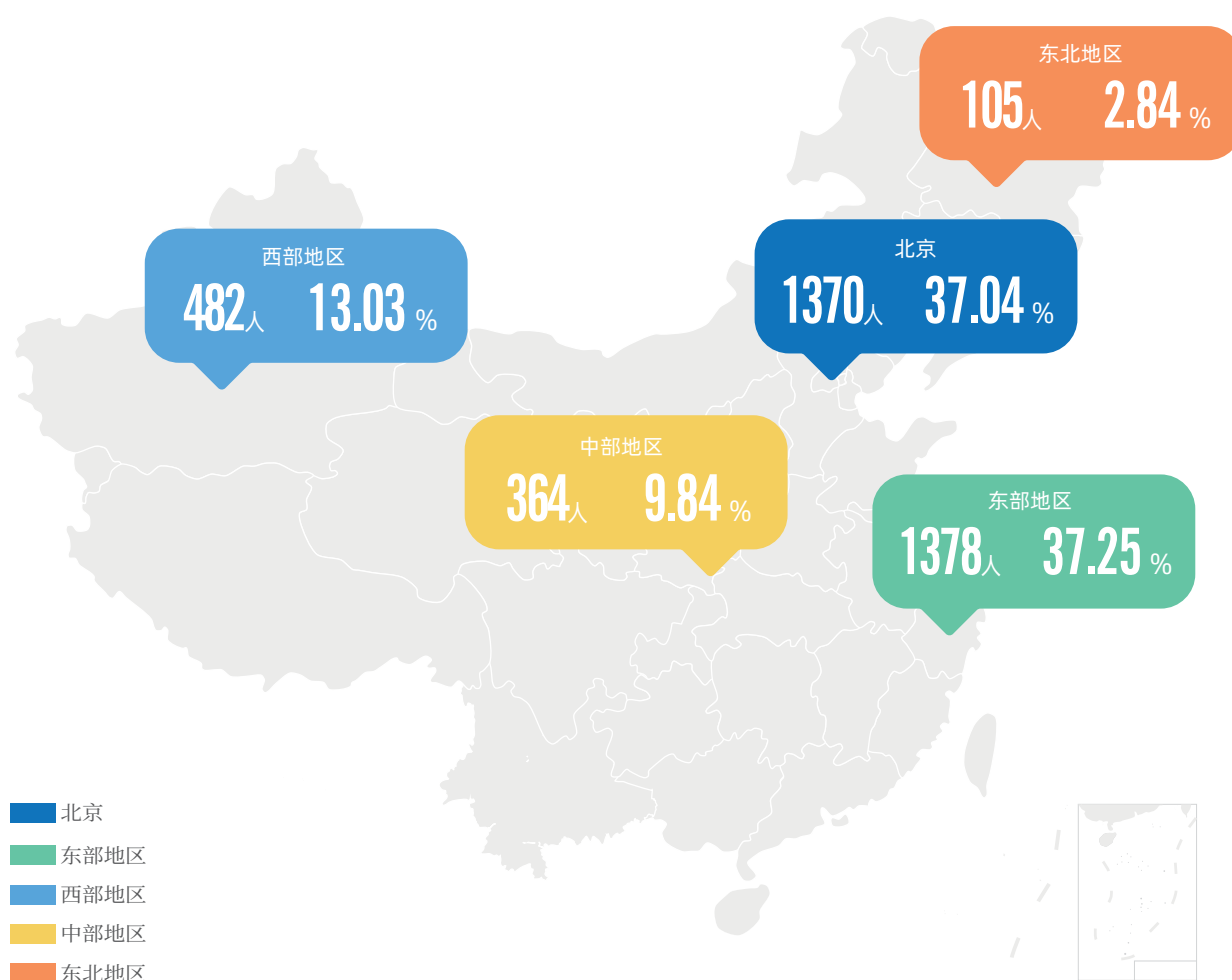 东北地区
105人 2.84 %
西部地区
482人 13.03 %
北京
1370人 37.04 %
中部地区
364人 9.84 %
东部地区
1378人 37.25 %
北京
东部地区
西部地区
中部地区
东北地区